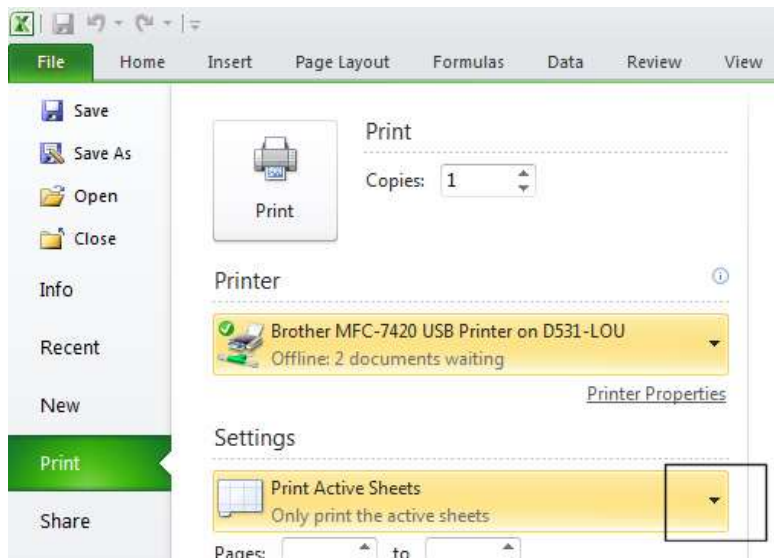 File Home Insert Page Layout Formulas Data Review View
Save
Save As
Open
Close
Info
Recent
New
Print
Share
Print
Print
Copies: 1
Printer
Brother MFC-7420 USB Printer on D531-LOU
Offline: 2 documents waiting
Printer Properties
Settings
Print Active Sheets
Only print the active sheets
Pages: to